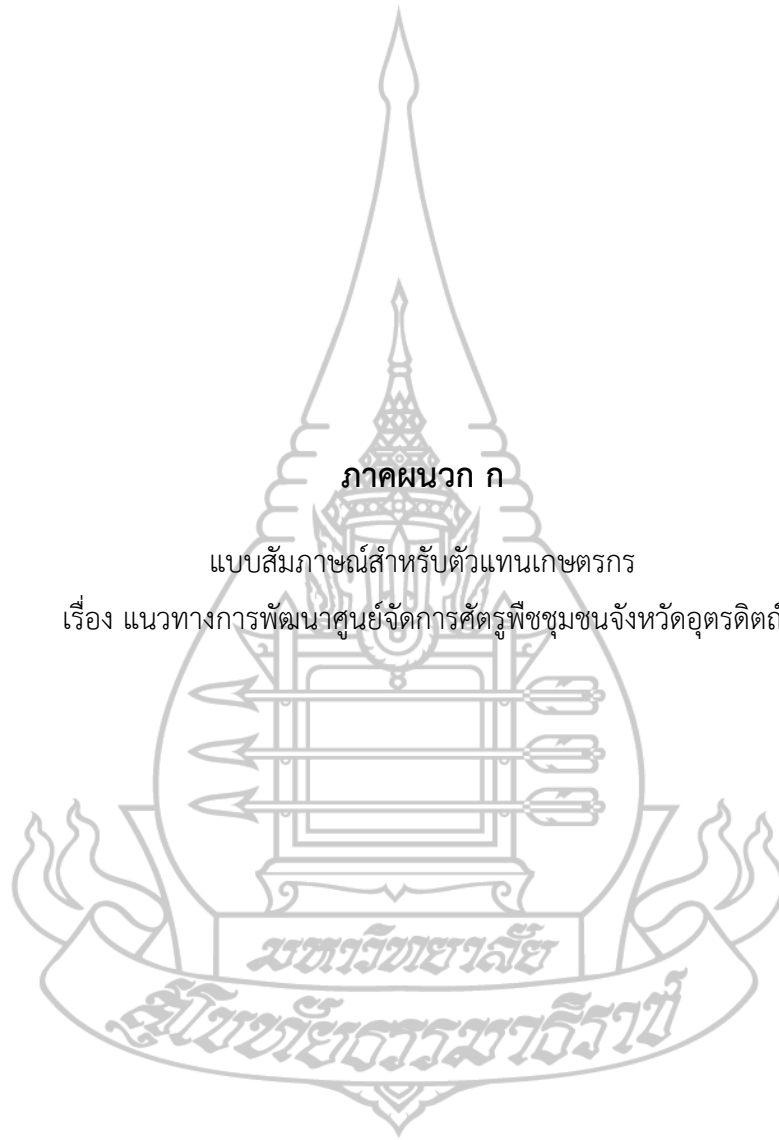 ภาคผนวก ก
แบบสัมภาษณ์สำหรับตัวแทนเกษตรกร
เรื่อง แนวทางการพัฒนาศูนย์จัดการศัตรูพืชชุมชนจังหวัดอุตรดิตถ์
มหาวิทยาลัย
สุโขทัยธรรมาธิราช